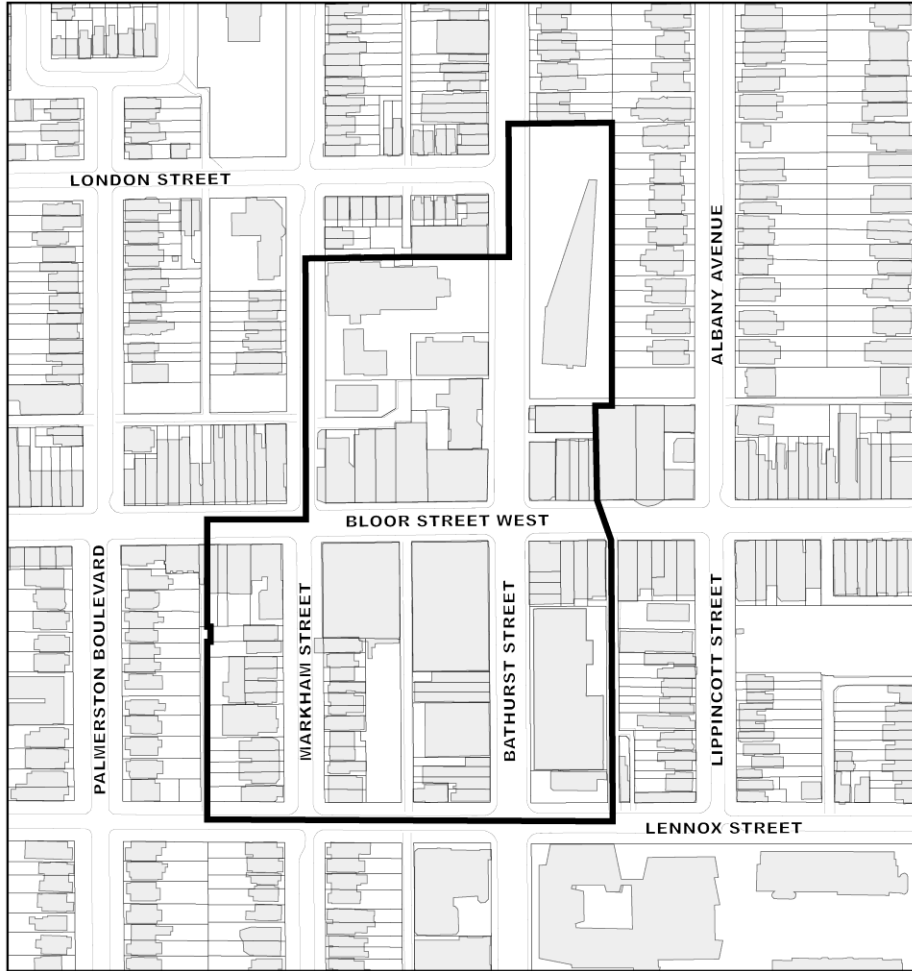 LONDON STREET
ALBANY AVENUE
BLOOR STREET WEST
PALMERSTON BOULEVARD
MARKHAM STREET
BATHURST STREET
LIPPINCOTT STREET
LENNOX STREET